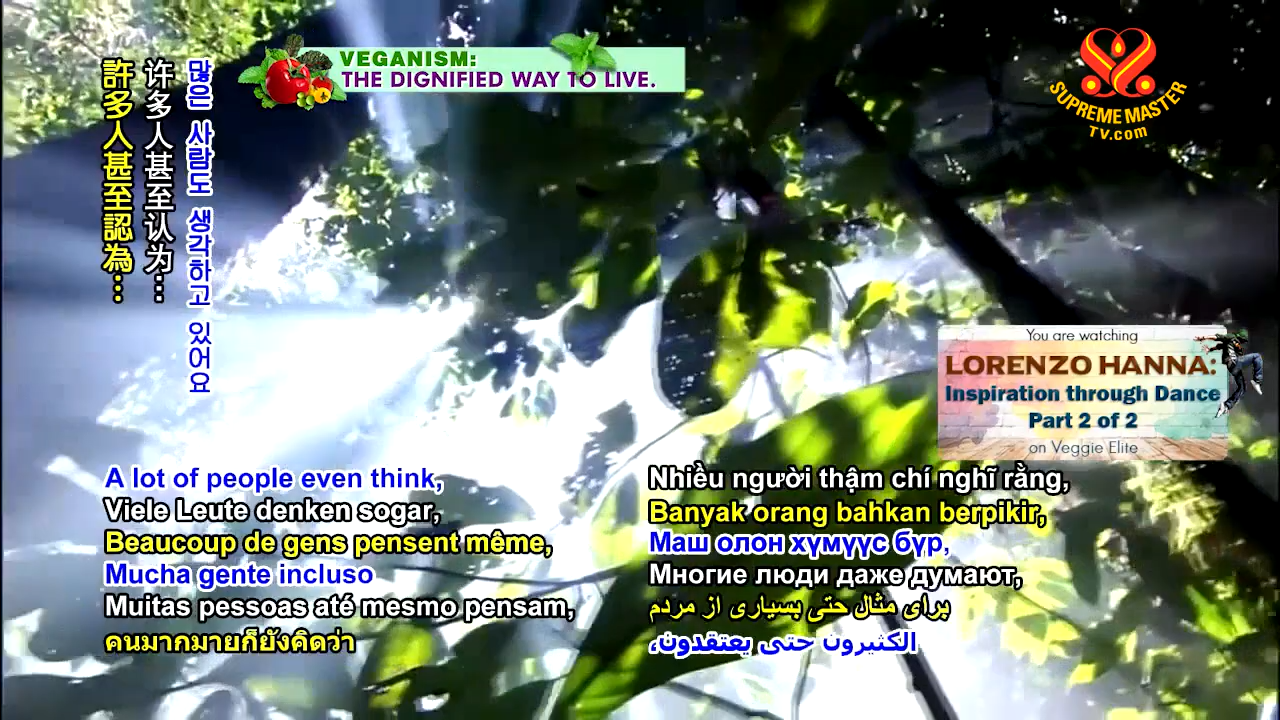 VEGANISM:
THE DIGNIFIED WAY TO LIVE.
SUPREME MASTER
TV.com
許多人甚至認為…
许多人甚至认为…
많은 사람도 생각하고 있어요
You are watching
LORENZO HANNA:
Inspiration through Dance
Part 2 of 2
on Veggie Elite
A lot of people even think,
Viele Leute denken sogar,
Beaucoup de gens pensent même,
Mucha gente incluso
Muitas pessoas até mesmo pensam,
คนมากมายก็ยังคิดว่า
Nhiều người thậm chí nghĩ rằng,
Banyak orang bahkan berpikir,
Маш олон хүмүүс бүр,
Многие люди даже думают,
برای مثال حتی بسیاری از مردم
الكثيرون حتى يعتقدون،